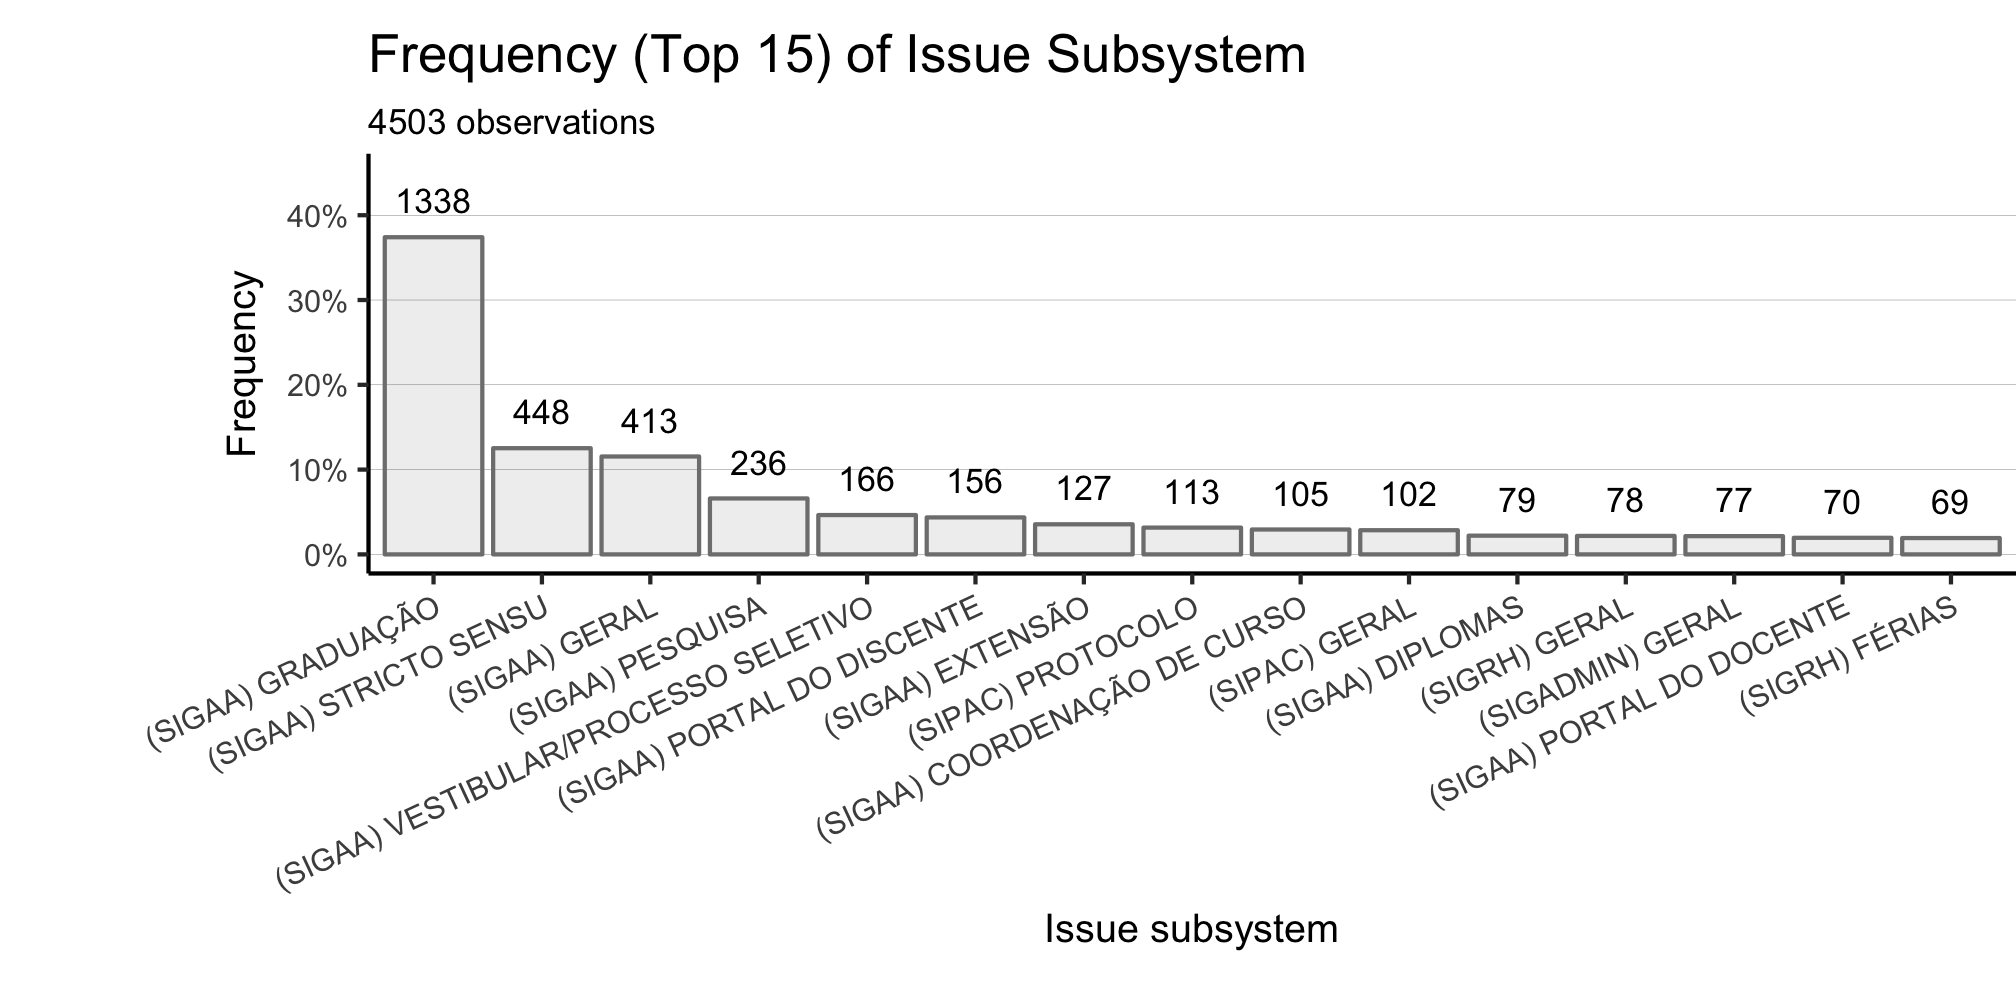 Frequency (Top 15) of Issue Subsystem
4503 observations
Frequency
40%
30%
20%
10%
0%
1338
448
413
236
166
156
127
113
105
102
79
78
77
70
69
(SIGAA) GRADUAÇÃO
(SIGAA) STRICTO SENSU
(SIGAA) GERAL
(SIGAA) PESQUISA
(SIGAA) VESTIBULAR/PROCESSO SELETIVO
(SIGAA) PORTAL DO DISCENTE
(SIGAA) EXTENSÃO
(SIPAC) PROTOCOLO
(SIGAA) COORDENAÇÃO DE CURSO
(SIPAC) GERAL
(SIGAA) DIPLOMAS
(SIGRH) GERAL
(SIGADMIN) GERAL
(SIGAA) PORTAL DO DOCENTE
(SIGRH) FÉRIAS
Issue subsystem